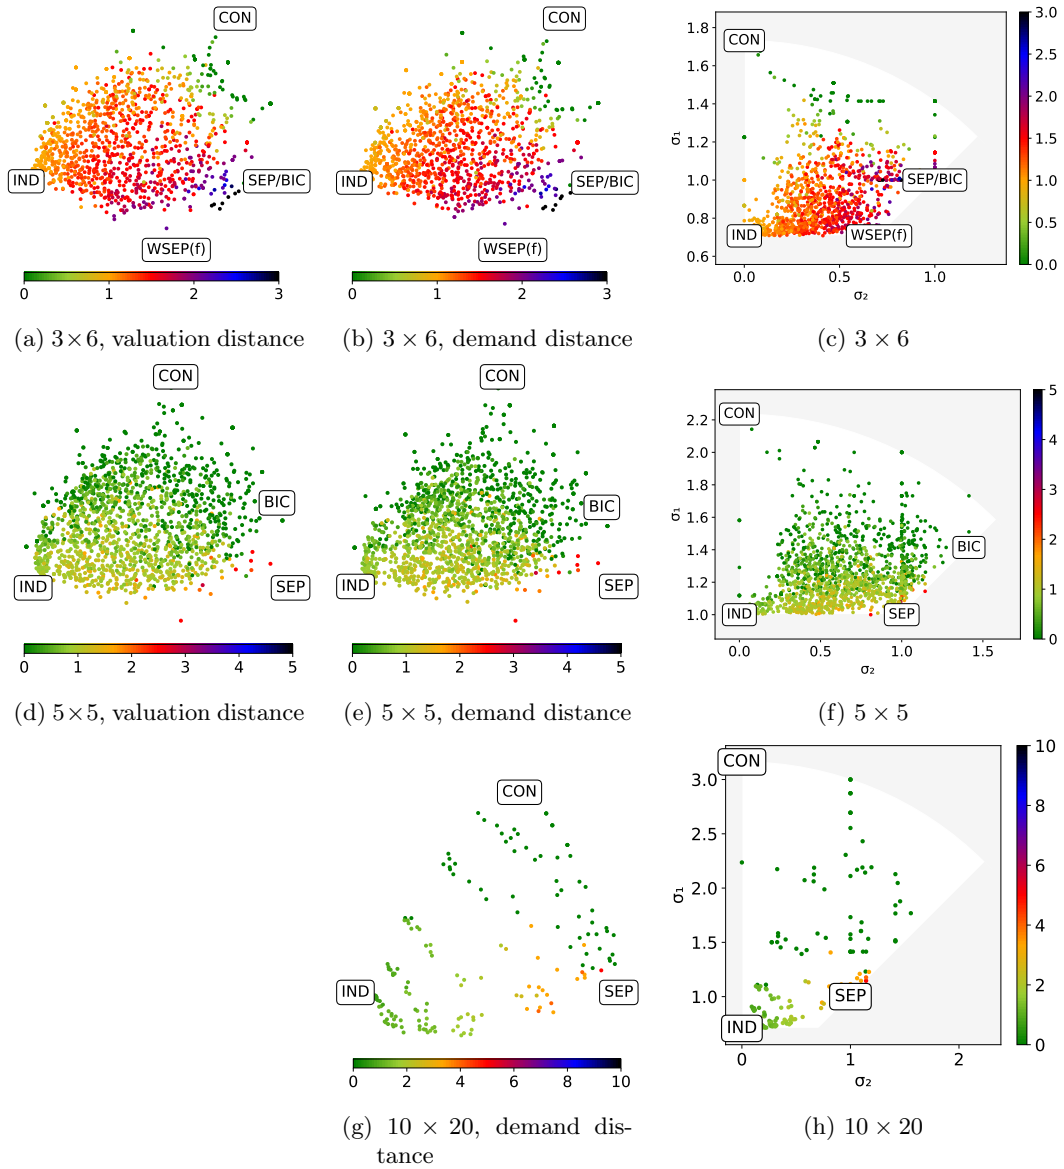 CON
IND
SEP/BIC
WSEP(f)
0 1 2 3
(a) 3×6, valuation distance
CON
IND
SEP/BIC
WSEP(f)
0 1 2 3
(b) 3 × 6, demand distance
1.8
1.6
1.4
1.2
1.0
0.8
0.6
σ₁
CON
SEP/BIC
IND
WSEP(f)
0.0 0.5 1.0
σ₂
3.0
2.5
2.0
1.5
1.0
0.5
0.0
(c) 3 × 6
CON
BIC
IND
SEP
0 1 2 3 4 5
(d) 5×5, valuation distance
CON
BIC
IND
SEP
0 1 2 3 4 5
(e) 5 × 5, demand distance
2.2
2.0
1.8
1.6
1.4
1.2
1.0
σ₁
CON
BIC
IND
SEP
0.0 0.5 1.0 1.5
σ₂
5
4
3
2
1
0
(f) 5 × 5
CON
IND
SEP
0 2 4 6 8 10
(g) 10 × 20, demand dis-
tance
3.0
2.5
2.0
1.5
1.0
σ₁
CON
SEP
IND
0 1 2
σ₂
10
8
6
4
2
0
(h) 10 × 20